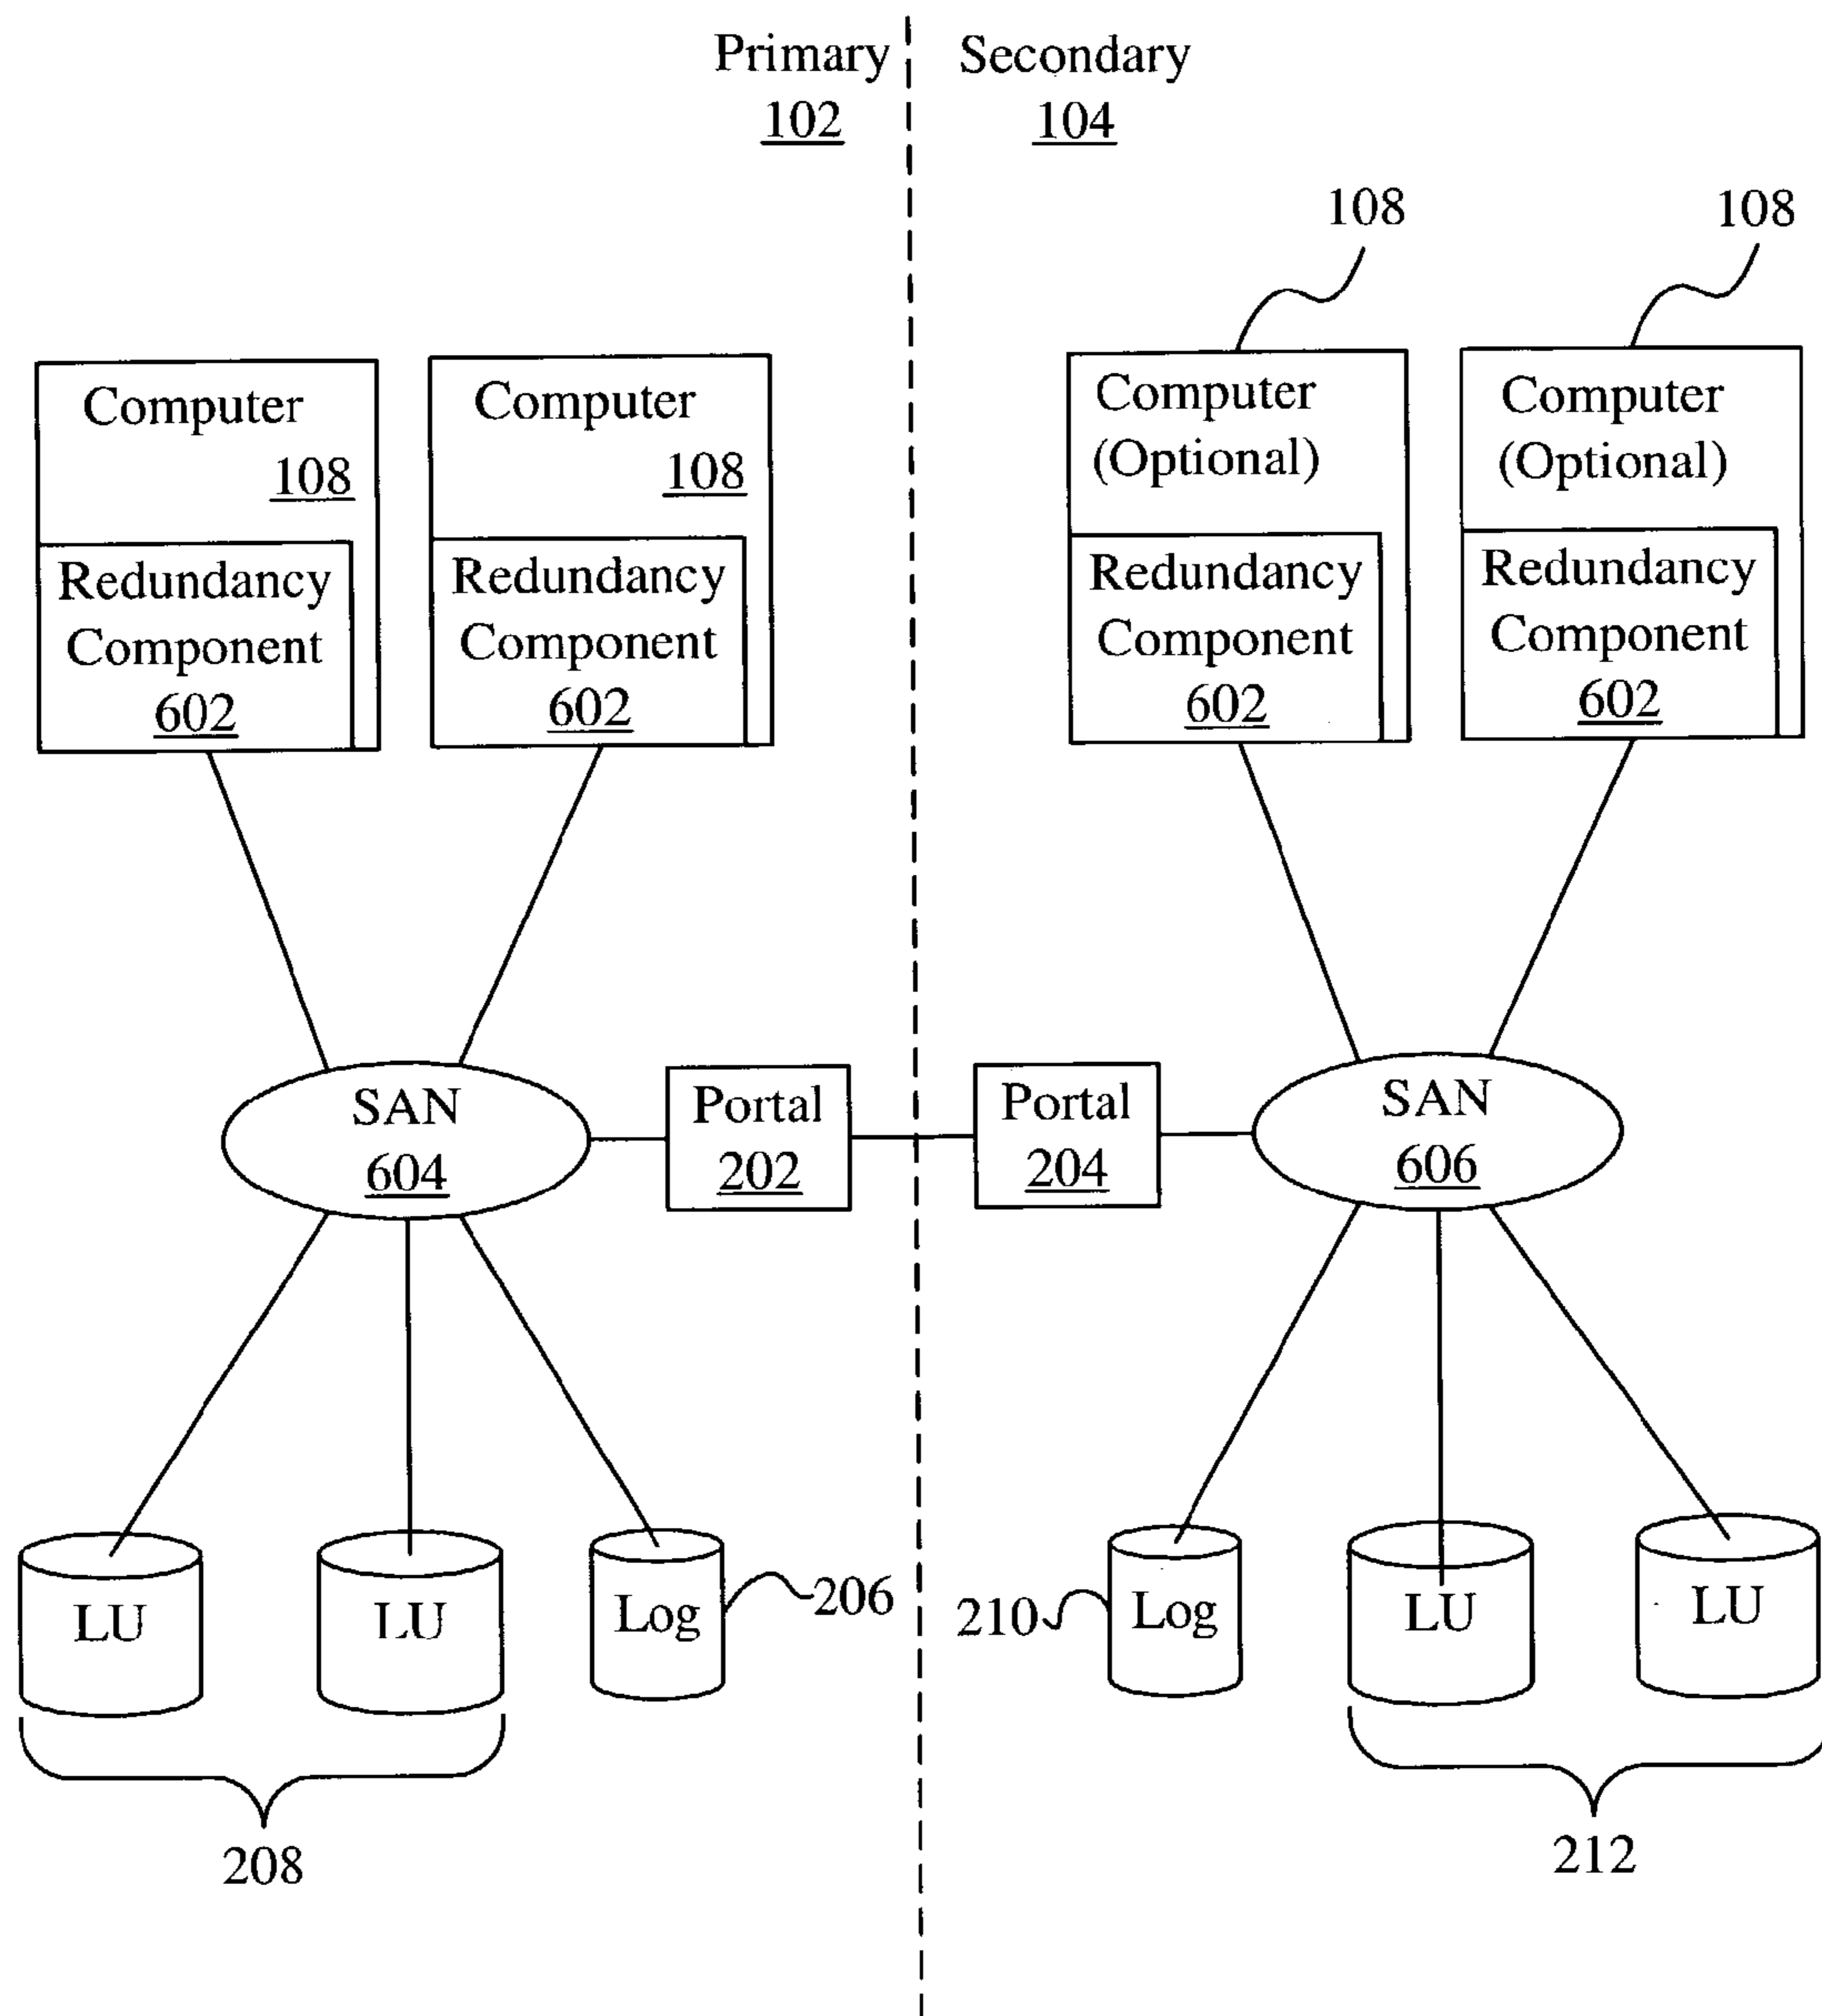 Primary
102
Secondary
104
108
108
Computer
108
Redundancy
Component
602
Computer
108
Redundancy
Component
602
Computer
(Optional)
Redundancy
Component
602
Computer
(Optional)
Redundancy
Component
602
SAN
604
Portal
202
Portal
204
SAN
606
LU
LU
Log
206
210
Log
LU
LU
208
212